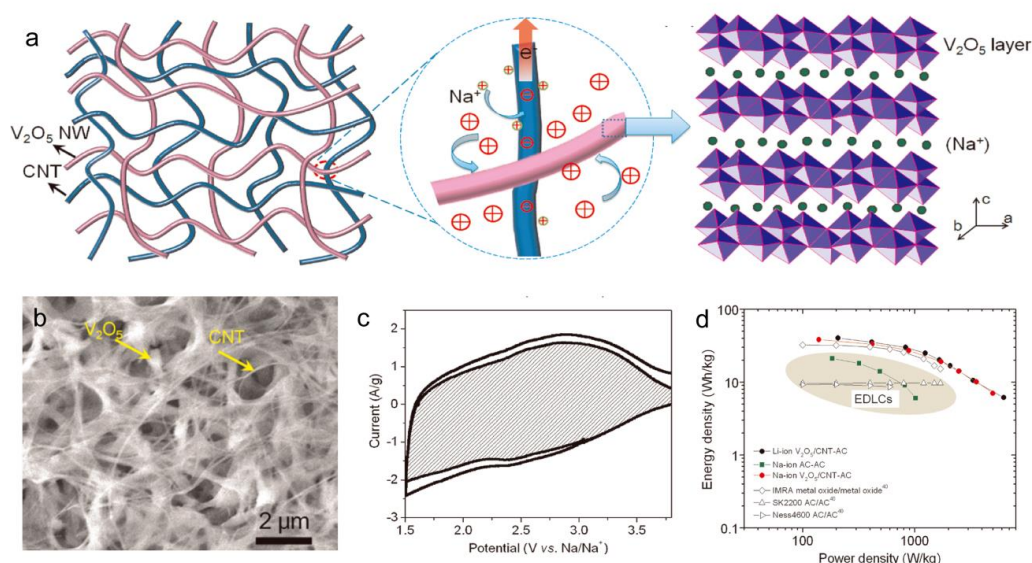 a
V₂O₅ NW
CNT
e⁻
Na⁺
V₂O₅ layer
(Na⁺)
c
b
a
b
V₂O₅
CNT
2 μm
c
Current (A/g)
3
2
1
0
-1
-2
-3
1.5
2.0
2.5
3.0
3.5
Potential (V vs. Na/Na⁺)
d
Energy density (Wh/kg)
100
10
1
0.1
EDLCs
Li-ion V₂O₅/CNT-AC
Na-ion AC-AC
Na-ion V₂O₅/CNT-AC
IMRA metal oxide/metal oxide⁴⁰
SK2200 AC/AC⁴⁰
Ness4600 AC/AC⁴⁰
100
1000
Power density (W/kg)